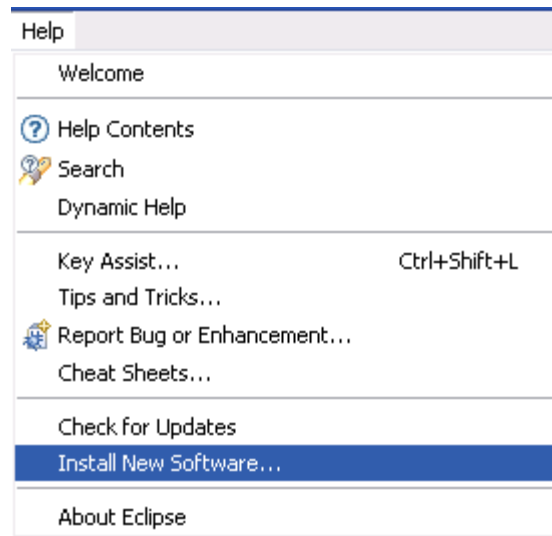 Help
Welcome
Help Contents
Search
Dynamic Help
Key Assist... Ctrl+Shift+L
Tips and Tricks...
Report Bug or Enhancement...
Cheat Sheets...
Check for Updates
Install New Software...
About Eclipse